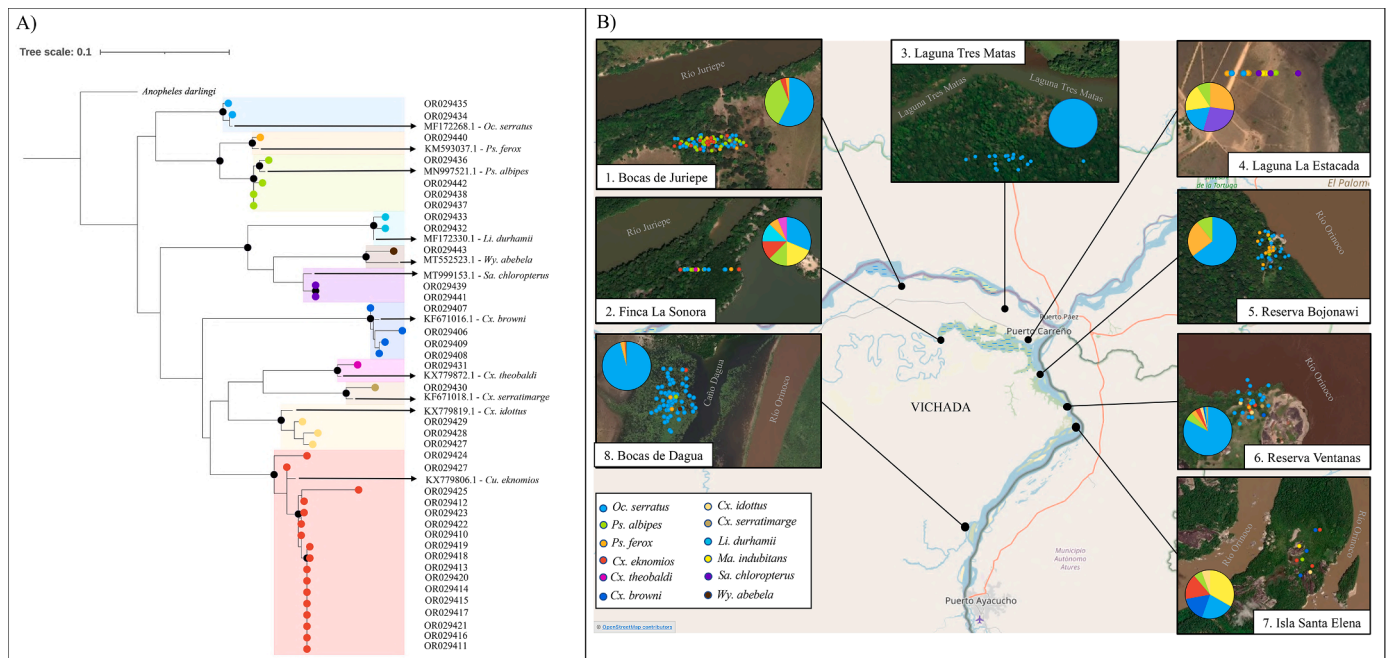 A)
Tree scale: 0.1
Anopheles darlingi
OR029435
OR029434
MF172268.1 - Oc. serratus
OR029440
KM593037.1 - Ps. ferox
OR029436
MN997521.1 - Ps. albipes
OR029442
OR029438
OR029437
OR029433
OR029432
MF172330.1 - Li. durhamii
OR029443
MT552523.1 - Wy. abebela
MT999153.1 - Sa. chloropterus
OR029439
OR029441
OR029407
KF671016.1 - Cx. browni
OR029406
OR029409
OR029408
OR029431
KX779872.1 - Cx. theobaldi
OR029430
KF671018.1 - Cx. serratimarge
KX779819.1 - Cx. idottus
OR029429
OR029428
OR029427
OR029424
OR029427
KX779806.1 - Cu. eknomios
OR029425
OR029412
OR029423
OR029422
OR029410
OR029419
OR029418
OR029413
OR029420
OR029414
OR029415
OR029417
OR029421
OR029416
OR029411
B)
Río Juriepe
1. Bocas de Juriepe
3. Laguna Tres Matas
Laguna Tres Matas
Laguna Tres Matas
4. Laguna La Estacada
de la Tortuga
El Palom
Río Juriepe
2. Finca La Sonora
Río Orinoco
5. Reserva Bojonawi
Puerto Páez
Puerto Carreño
VICHADA
Caño Dagua
Río Orinoco
8. Bocas de Dagua
Río Orinoco
6. Reserva Ventanas
Río Orinoco
Río Orinoco
7. Isla Santa Elena
Oc. serratus
Ps. albipes
Ps. ferox
Cx. eknomios
Cx. theobaldi
Cx. browni
Cx. idottus
Cx. serratimarge
Li. durhamii
Ma. indubitans
Sa. chloropterus
Wy. abebela
Municipio
Autónomo
Atures
Puerto Ayacucho
© OpenStreetMap contributors